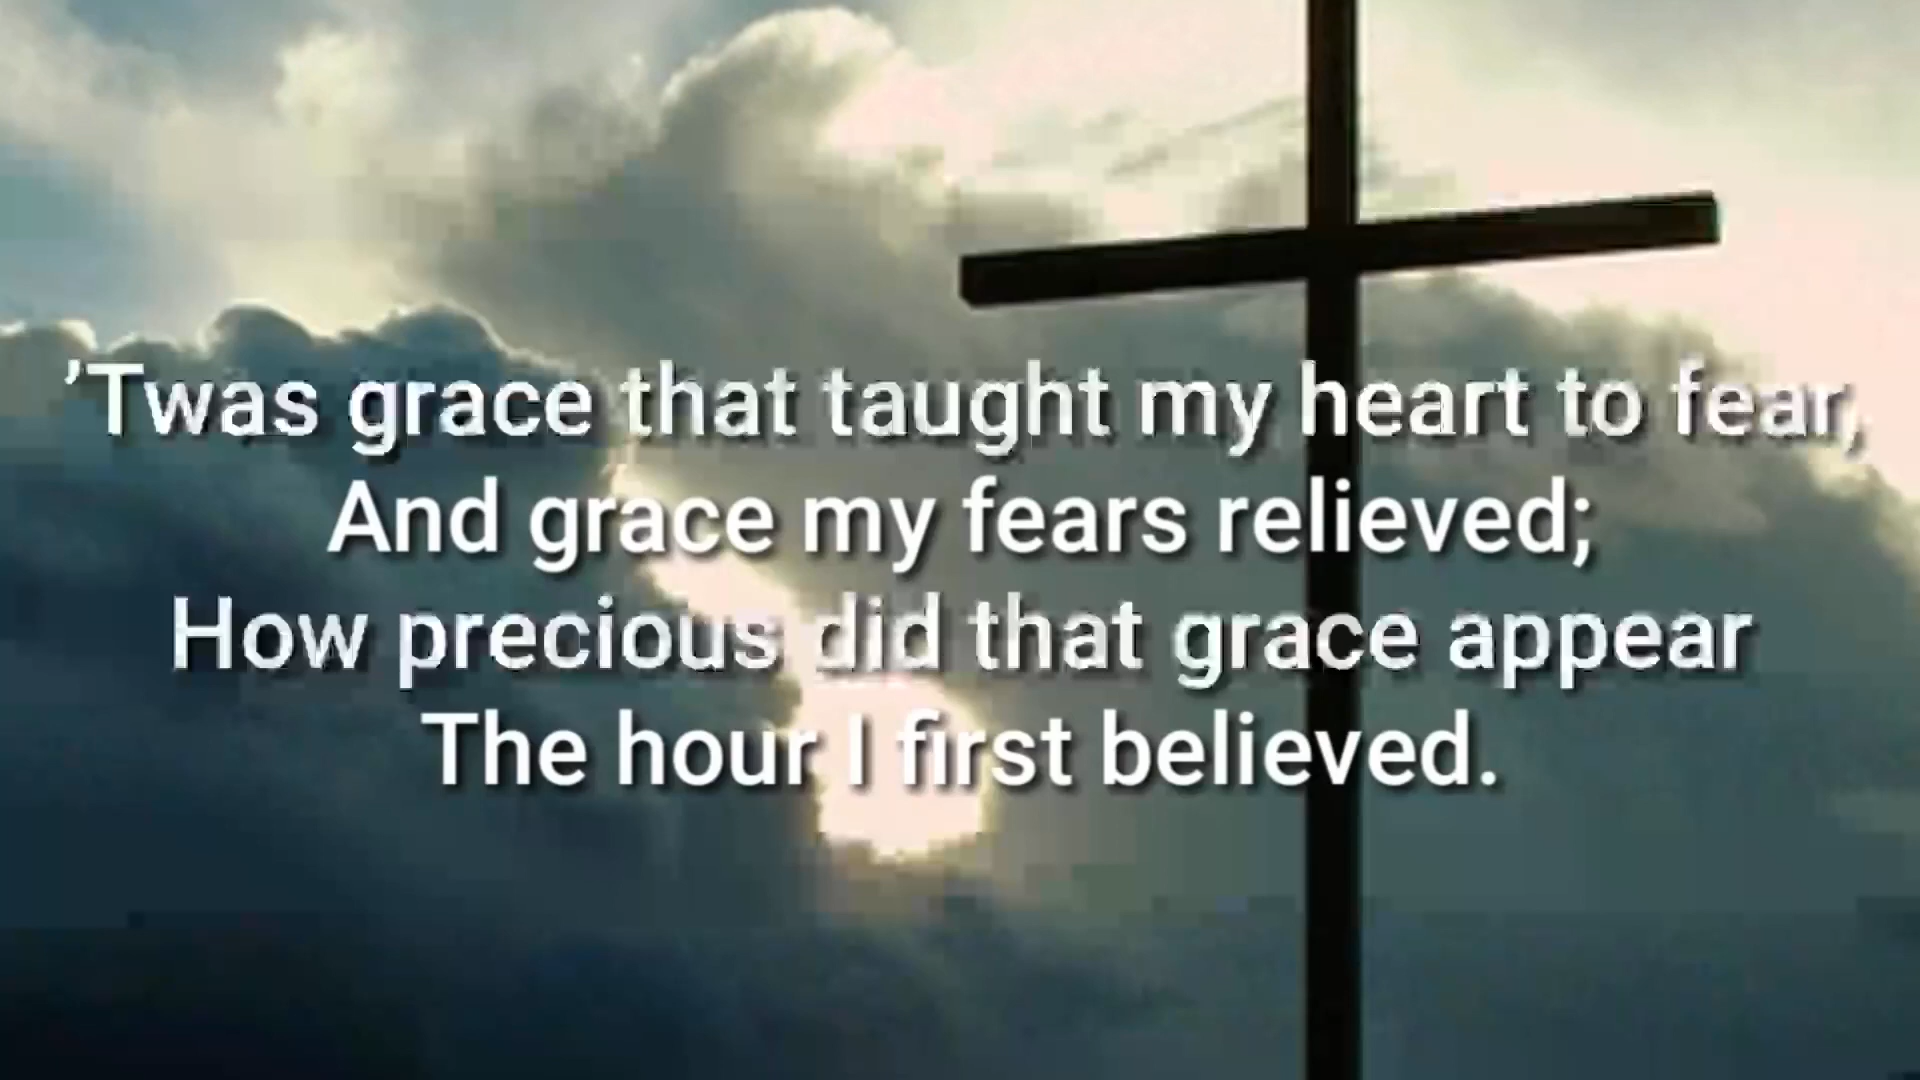 ’Twas grace that taught my heart to fear,
And grace my fears relieved;
How precious did that grace appear
The hour I first believed.